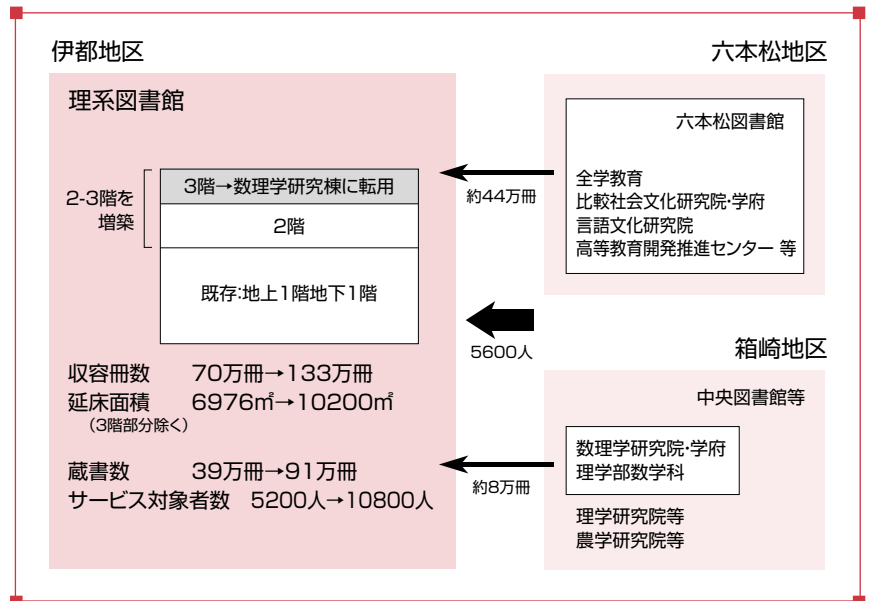 伊都地区
理系図書館
2-3階を
増築
3階→数理学研究棟に転用
2階
既存:地上1階地下1階
収容冊数 70万冊→133万冊
延床面積 6976㎡→10200㎡
（3階部分除く）
蔵書数 39万冊→91万冊
サービス対象者数 5200人→10800人
約44万冊
5600人
約8万冊
六本松地区
六本松図書館
全学教育
比較社会文化研究院・学府
言語文化研究院
高等教育開発推進センター 等
箱崎地区
中央図書館等
数理学研究院・学府
理学部数学科
理学研究院等
農学研究院等